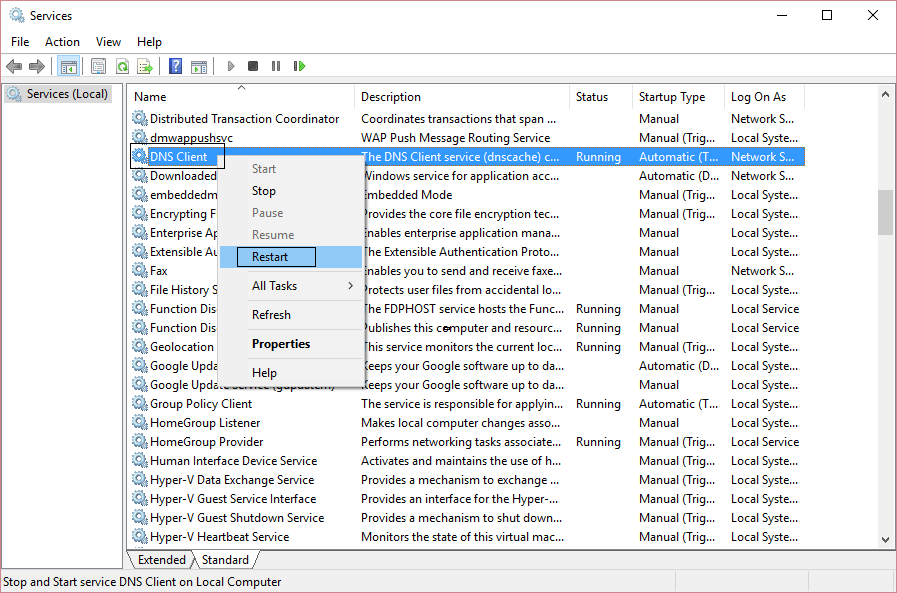 Services
File Action View Help
Services (Local)
Name Description Status Startup Type Log On As
Distributed Transaction Coordinator Coordinates transactions that span ... Manual Network S...
dmwappushsvc WAP Push Message Routing Service Manual (Trig... Local Syste...
DNS Client The DNS Client service (dnscache) c... Running Automatic (T... Network S...
Downloaded Windows service for application acc... Automatic (D... Network S...
embeddedm Embedded Mode Manual (Trig... Local Syste...
Encrypting F Provides the core file encryption tec... Manual (Trig... Local Syste...
Enterprise Ap Enables enterprise application mana... Manual Local Syste...
Extensible Au The Extensible Authentication Proto... Manual Local Syste...
Fax Enables you to send and receive faxe... Manual Network S...
File History S Protects user files from accidental lo... Manual (Trig... Local Syste...
Function Dis The FDPHOST service hosts the Func... Running Manual Local Service
Function Dis Publishes this computer and resourc... Running Manual Local Service
Geolocation This service monitors the current loc... Running Manual (Trig... Local Syste...
Google Upda Keeps your Google software up to da... Automatic (D... Local Syste...
Google Update Service (gupdatem) Keeps your Google software up to da... Manual Local Syste...
Group Policy Client The service is responsible for applyin... Running Automatic (T... Local Syste...
HomeGroup Listener Makes local computer changes asso... Manual Local Syste...
HomeGroup Provider Performs networking tasks associate... Running Manual (Trig... Local Service
Human Interface Device Service Activates and maintains the use of h... Manual (Trig... Local Syste...
Hyper-V Data Exchange Service Provides a mechanism to exchange ... Manual (Trig... Local Syste...
Hyper-V Guest Service Interface Provides an interface for the Hyper-... Manual (Trig... Local Syste...
Hyper-V Guest Shutdown Service Provides a mechanism to shut down... Manual (Trig... Local Syste...
Hyper-V Heartbeat Service Monitors the state of this virtual mac... Manual (Trig... Local Syste...
Start
Stop
Pause
Resume
Restart
All Tasks
Refresh
Properties
Help
Extended Standard
Stop and Start service DNS Client on Local Computer